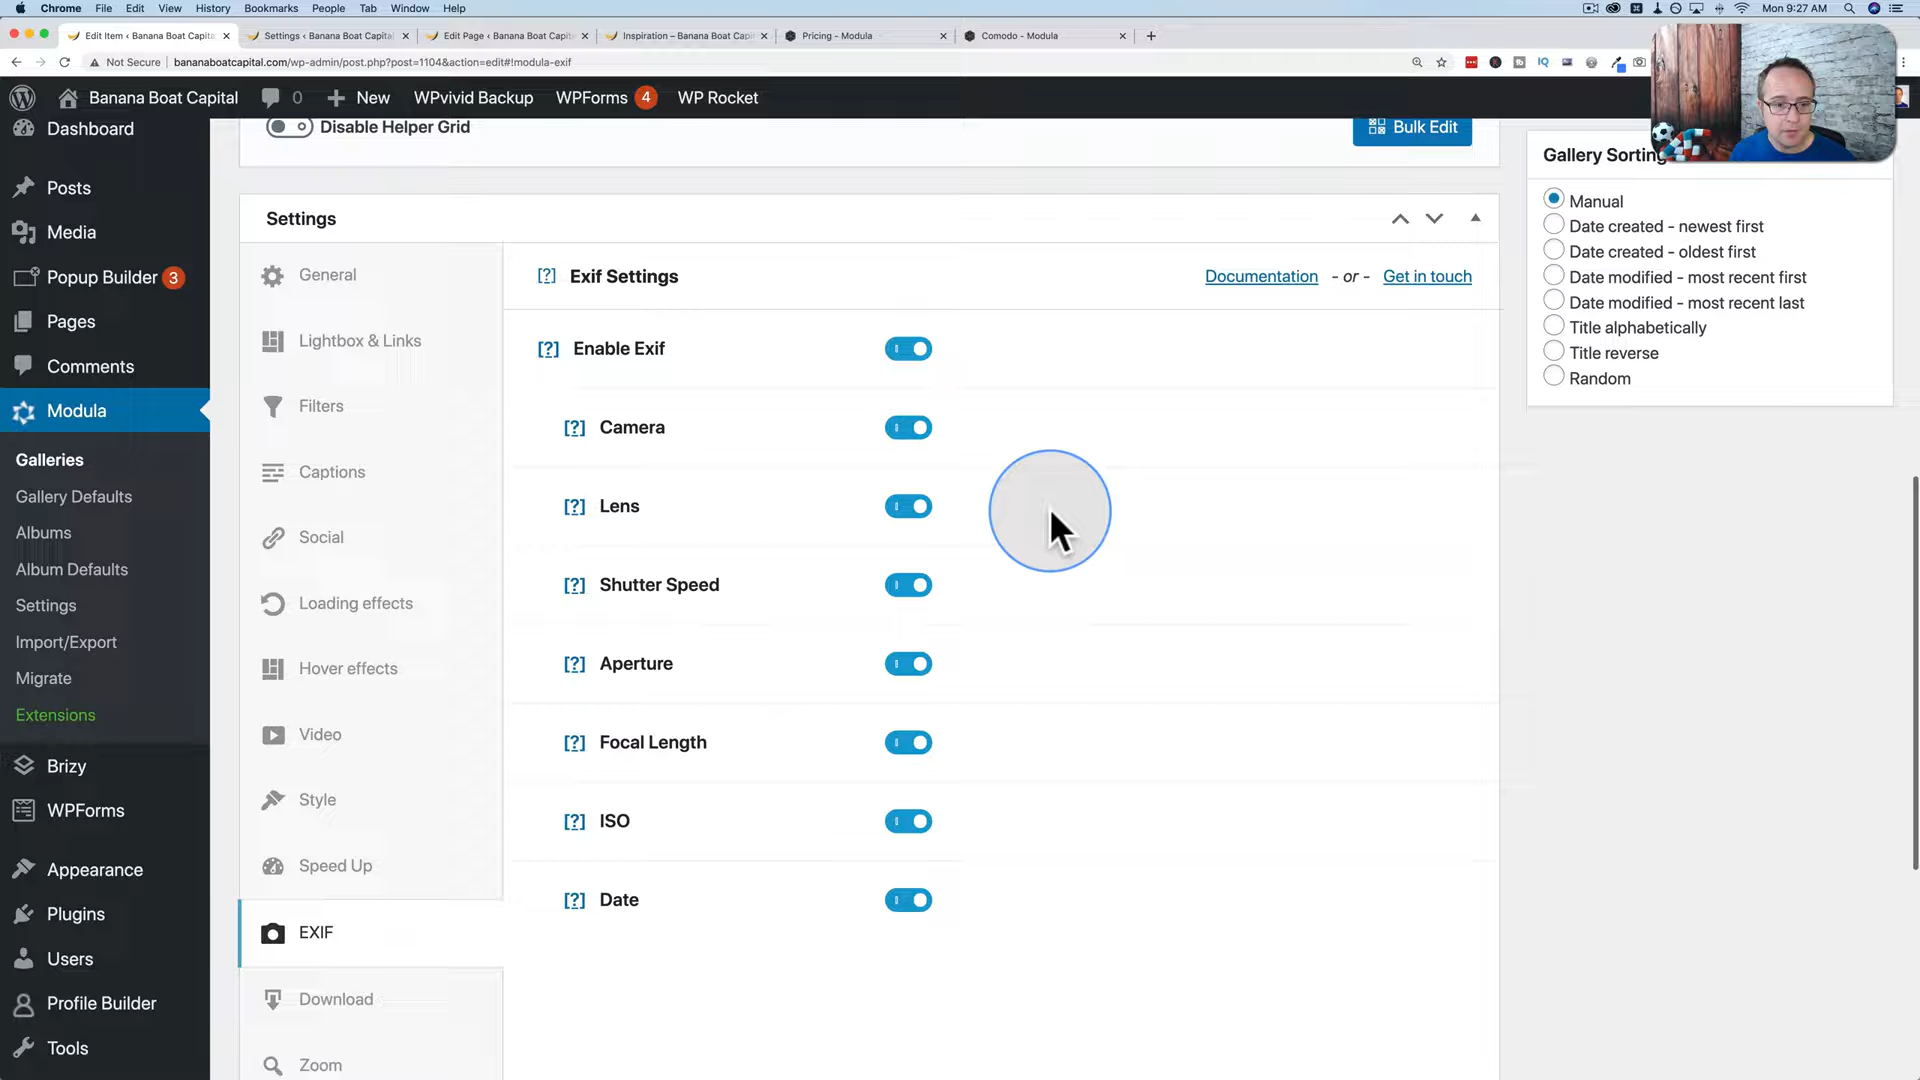 Chrome File Edit View History Bookmarks People Tab Window Help Mon 9:27 AM
Edit Item ‹ Banana Boat Capita Settings ‹ Banana Boat Capital Edit Page ‹ Banana Boat Capita Inspiration – Banana Boat Capi Pricing - Modula Comodo - Modula
Not Secure bananaboatcapital.com/wp-admin/post.php?post=1104&action=edit#!modula-exif
Banana Boat Capital 0 New WPvivid Backup WPForms 4 WP Rocket
Dashboard
Posts
Media
Popup Builder 3
Pages
Comments
Modula
Galleries
Gallery Defaults
Albums
Album Defaults
Settings
Import/Export
Migrate
Extensions
Brizy
WPForms
Appearance
Plugins
Users
Profile Builder
Tools
Disable Helper Grid
Bulk Edit
Settings
General
Lightbox & Links
Filters
Captions
Social
Loading effects
Hover effects
Video
Style
Speed Up
EXIF
Download
Zoom
[?] Exif Settings
Documentation - or - Get in touch
[?] Enable Exif
[?] Camera
[?] Lens
[?] Shutter Speed
[?] Aperture
[?] Focal Length
[?] ISO
[?] Date
Gallery Sorting
Manual
Date created - newest first
Date created - oldest first
Date modified - most recent first
Date modified - most recent last
Title alphabetically
Title reverse
Random